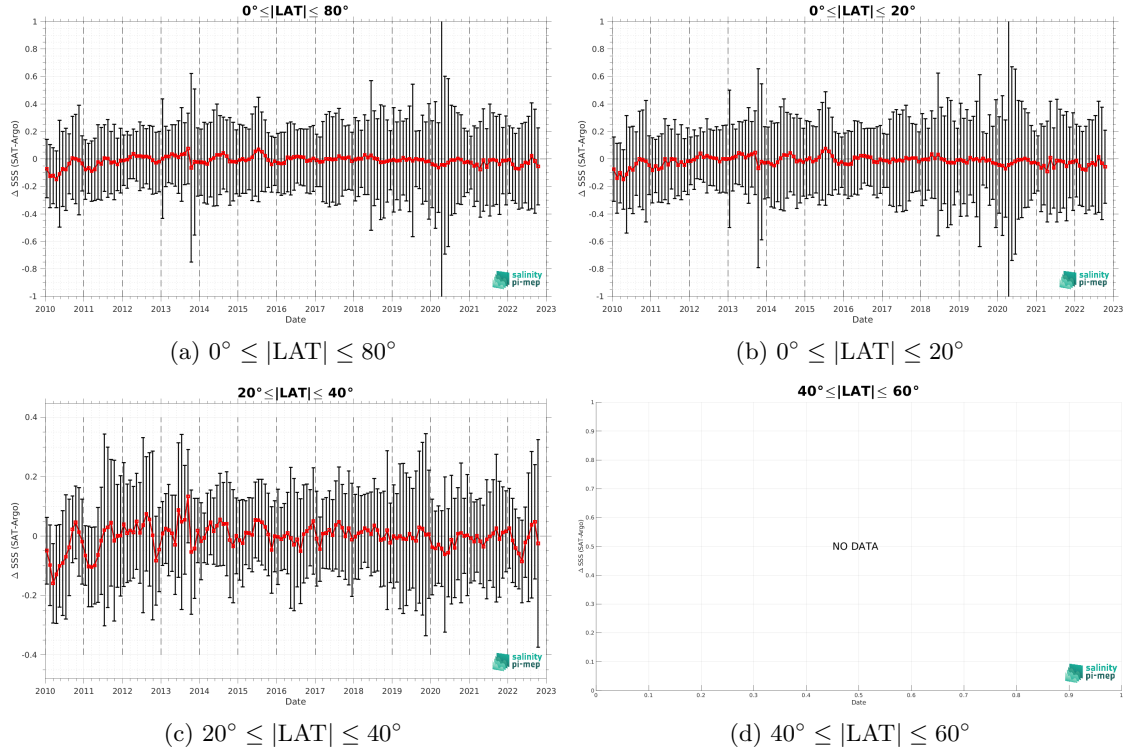 0°≤|LAT|≤ 80°
Δ SSS (SAT-Argo)
1
0.8
0.6
0.4
0.2
0
-0.2
-0.4
-0.6
-0.8
-1
2010 2011 2012 2013 2014 2015 2016 2017 2018 2019 2020 2021 2022 2023
Date
salinity
pi-mep
(a) 0° ≤ |LAT| ≤ 80°
0°≤|LAT|≤ 20°
Δ SSS (SAT-Argo)
1
0.8
0.6
0.4
0.2
0
-0.2
-0.4
-0.6
-0.8
-1
2010 2011 2012 2013 2014 2015 2016 2017 2018 2019 2020 2021 2022 2023
Date
salinity
pi-mep
(b) 0° ≤ |LAT| ≤ 20°
20°≤|LAT|≤ 40°
Δ SSS (SAT-Argo)
0.4
0.2
0
-0.2
-0.4
2010 2011 2012 2013 2014 2015 2016 2017 2018 2019 2020 2021 2022 2023
Date
salinity
pi-mep
(c) 20° ≤ |LAT| ≤ 40°
40°≤|LAT|≤ 60°
Δ SSS (SAT-Argo)
1
0.9
0.8
0.7
0.6
0.5
0.4
0.3
0.2
0.1
0
NO DATA
0 0.1 0.2 0.3 0.4 0.5 0.6 0.7 0.8 0.9 1
Date
salinity
pi-mep
(d) 40° ≤ |LAT| ≤ 60°